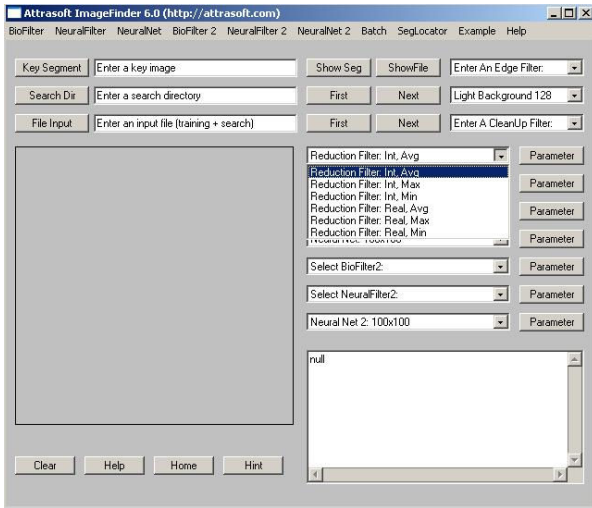 Attrasoft ImageFinder 6.0 (http://attrasoft.com)
BioFilter NeuralFilter NeuralNet BioFilter 2 NeuralFilter 2 NeuralNet 2 Batch SegLocator Example Help
Key Segment Enter a key image Show Seg ShowFile Enter An Edge Filter:
Search Dir Enter a search directory First Next Light Background 128
File Input Enter an input file (training + search) First Next Enter A CleanUp Filter:
Reduction Filter: Int, Avg Parameter
Reduction Filter: Int, Avg
Reduction Filter: Int, Max Parameter
Reduction Filter: Int, Min
Reduction Filter: Real, Avg Parameter
Reduction Filter: Real, Max
Reduction Filter: Real, Min
Neural Net: 100x100 Parameter
Select BioFilter2: Parameter
Select NeuralFilter2: Parameter
Neural Net 2: 100x100 Parameter
null
Clear Help Home Hint